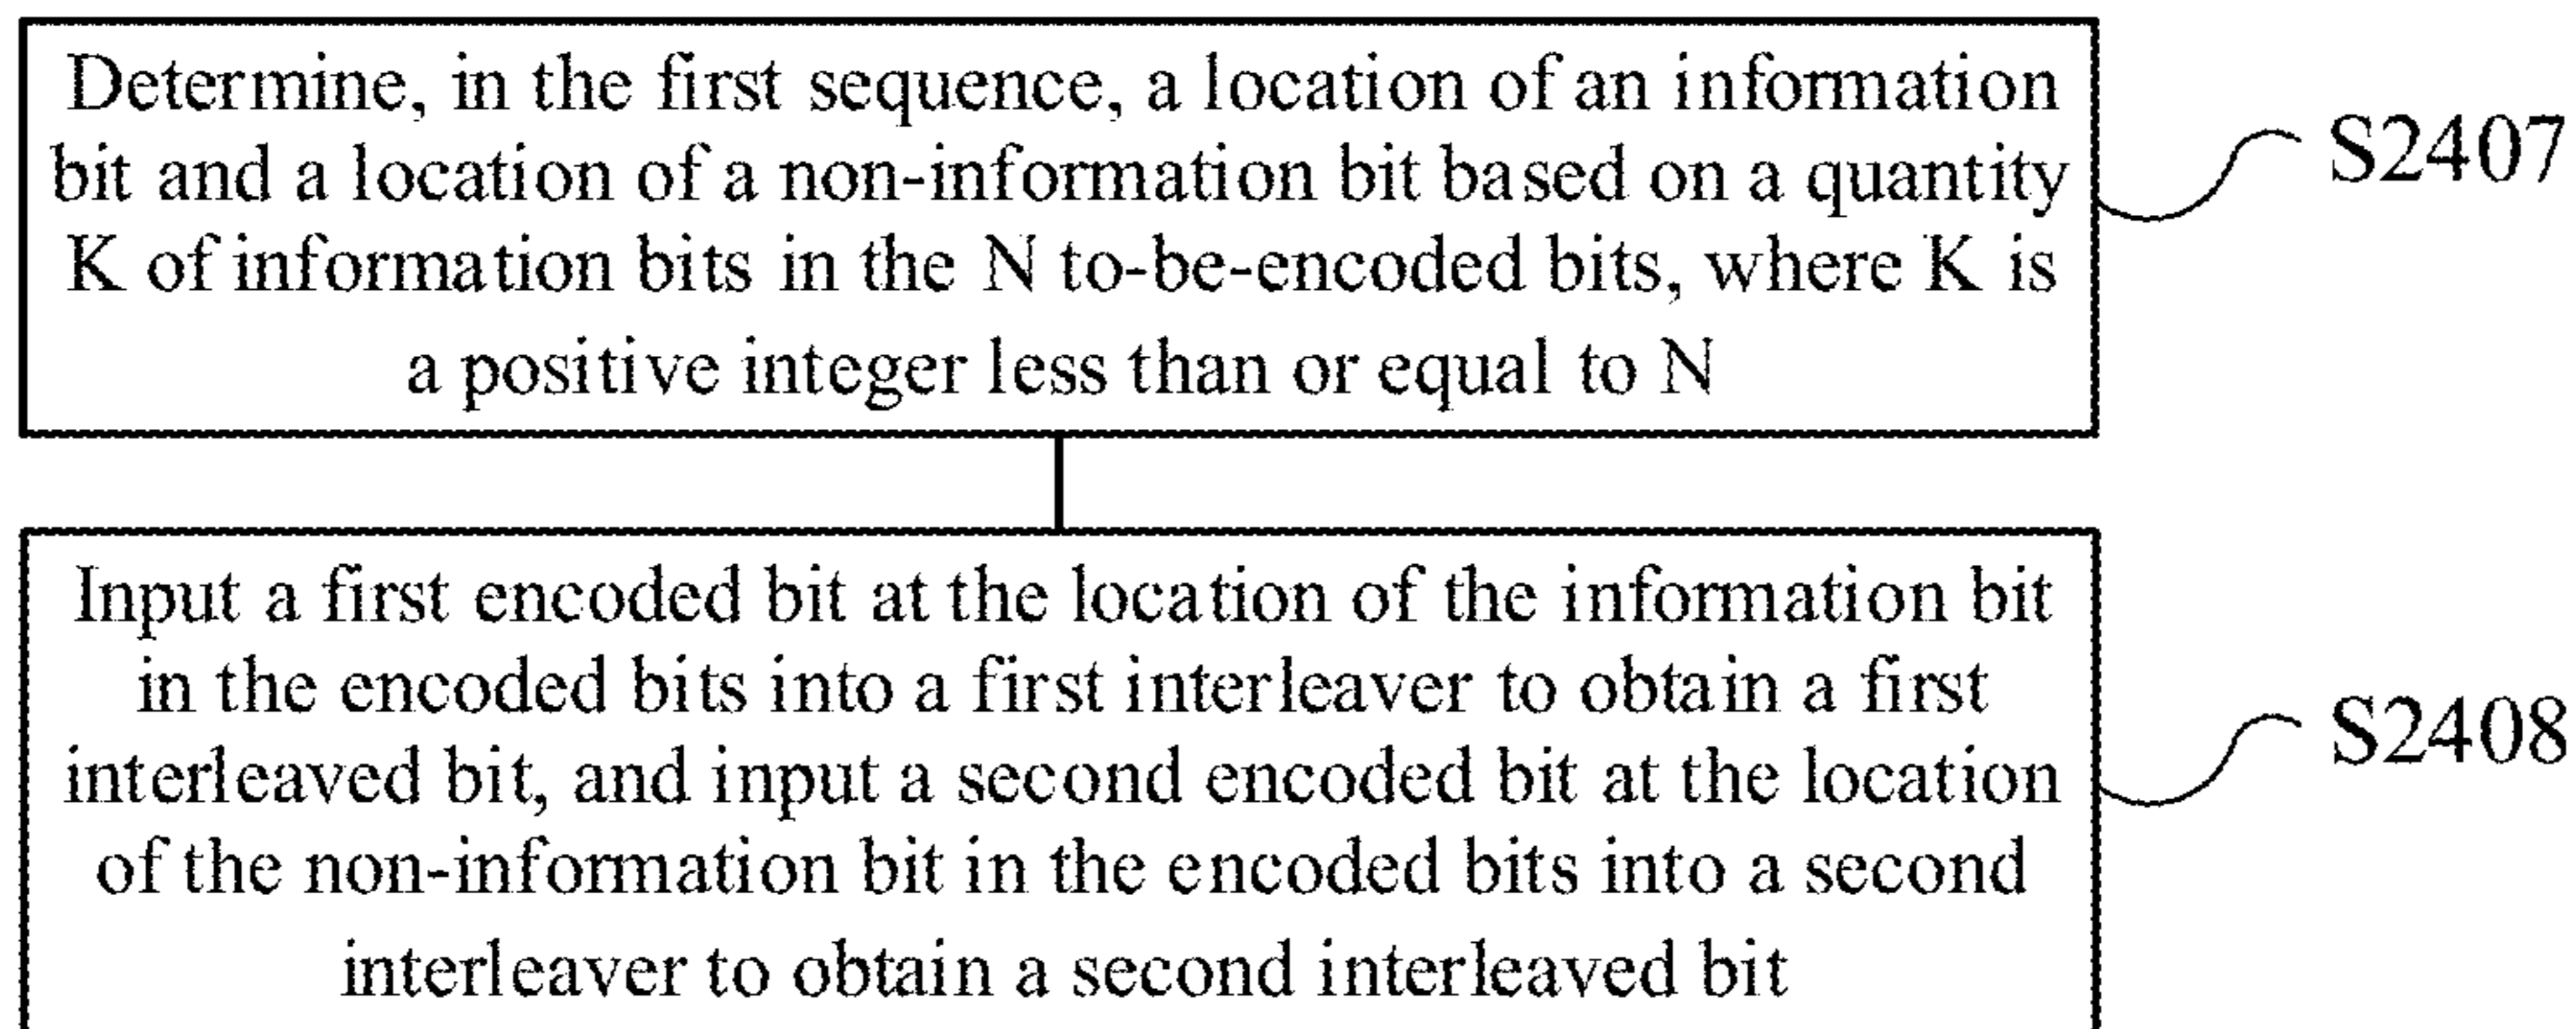 Determine, in the first sequence, a location of an information
bit and a location of a non-information bit based on a quantity
K of information bits in the N to-be-encoded bits, where K is
a positive integer less than or equal to N
S2407
Input a first encoded bit at the location of the information bit
in the encoded bits into a first interleaver to obtain a first
interleaved bit, and input a second encoded bit at the location
of the non-information bit in the encoded bits into a second
interleaver to obtain a second interleaved bit
S2408